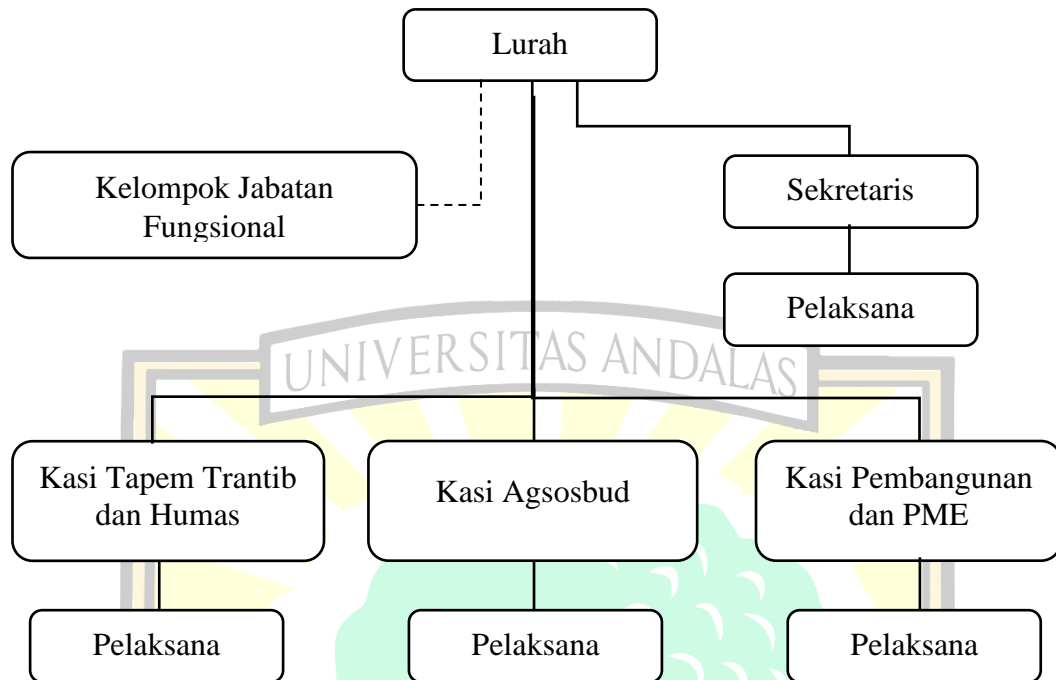 Lurah
Kelompok Jabatan
Fungsional
Sekretaris
Pelaksana
UNIVERSITAS ANDALAS
Kasi Tapem Trantib
dan Humas
Kasi Agsosbud
Kasi Pembangunan
dan PME
Pelaksana
Pelaksana
Pelaksana